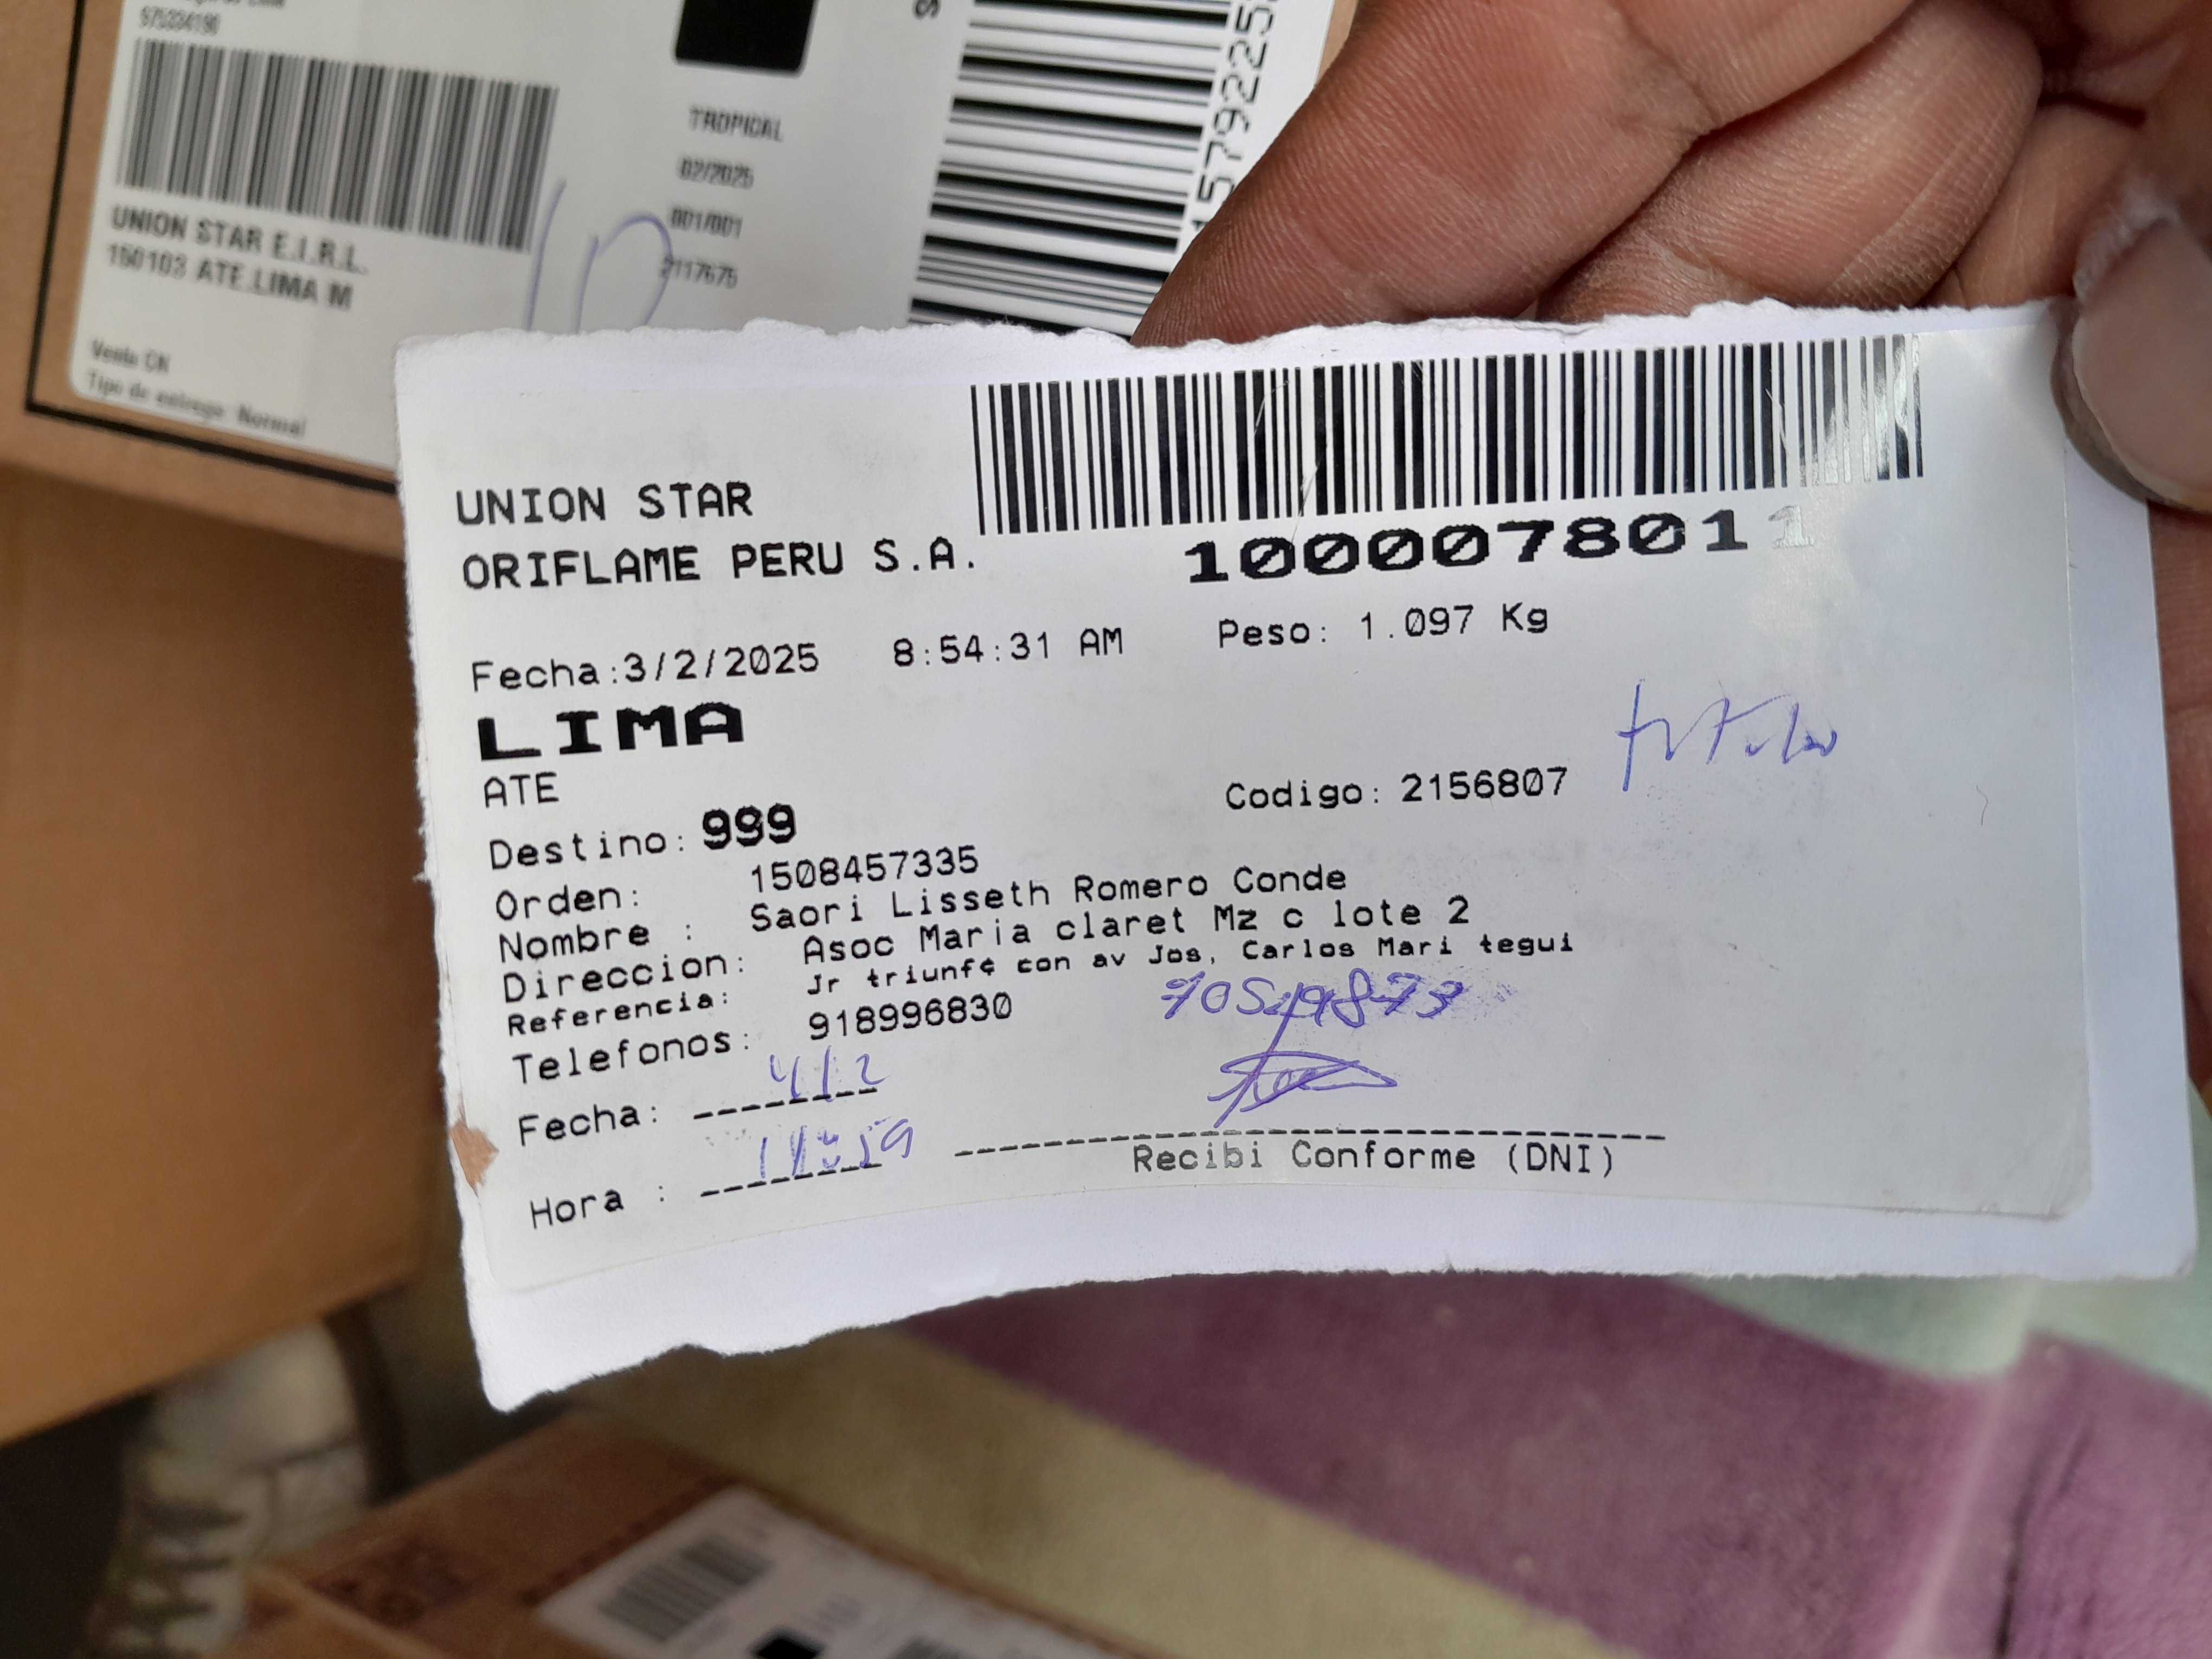 TROPICAL
02/2025
001/001
2117675
UNION STAR E.I.R.L.
150103 ATE.LIMA M
Venta CN
Tipo de entrega: Normal
10
UNION STAR
ORIFLAME PERU S.A.
1000078011
Fecha:3/2/2025 8:54:31 AM Peso: 1.097 Kg
LIMA
ATE
Codigo: 2156807
Destino: 999
Orden: 1508457335
Nombre : Saori Lisseth Romero Conde
Direccion: Asoc Maria claret Mz c lote 2
Referencia: Jr triunf¢ con av Jos, Carlos Mari tegui
Telefonos: 918996830
Fecha: 4/2
Hora :
Recibi Conforme (DNI)